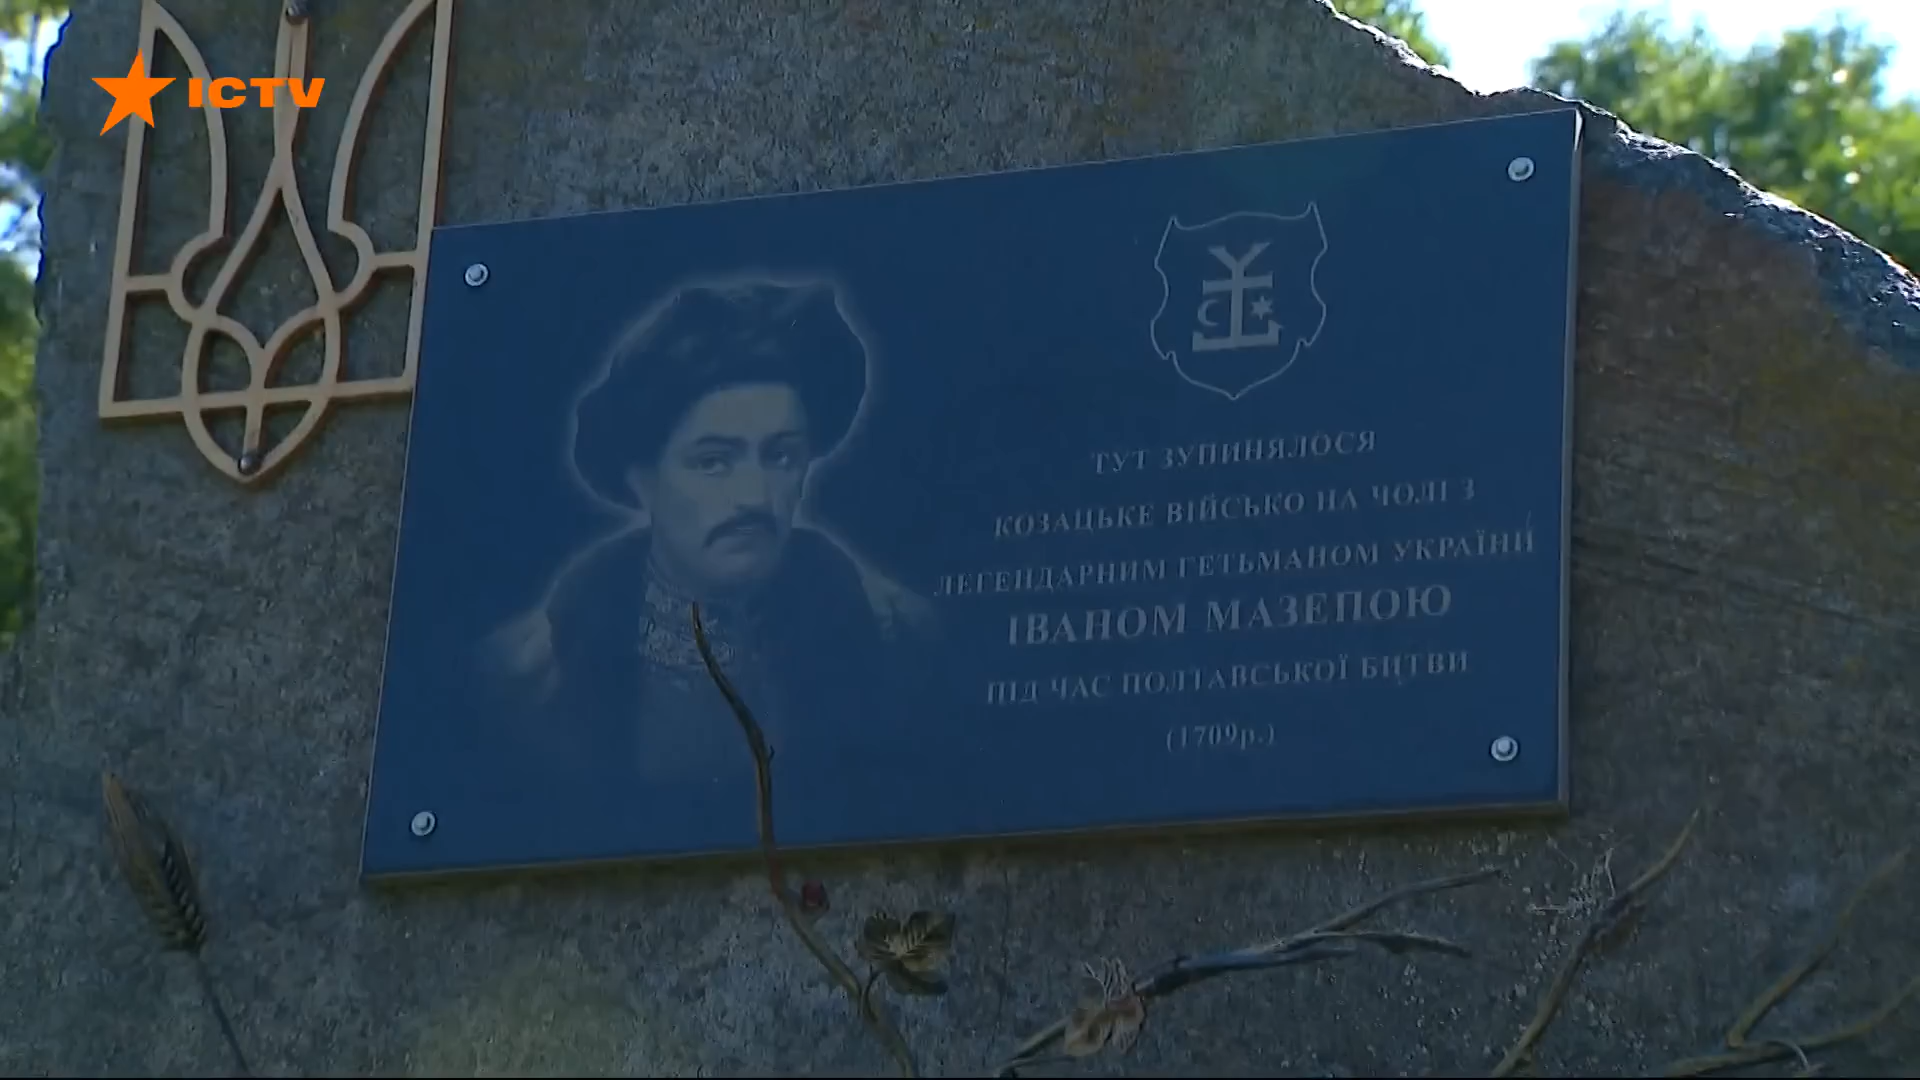 ICTV
ТУТ ЗУПИНЯЛОСЯ
КОЗАЦЬКЕ ВІЙСЬКО НА ЧОЛІ З
ЛЕГЕНДАРНИМ ГЕТЬМАНОМ УКРАЇНИ
ІВАНОМ МАЗЕПОЮ
ПІД ЧАС ПОЛТАВСЬКОЇ БИТВИ
(1709р.)